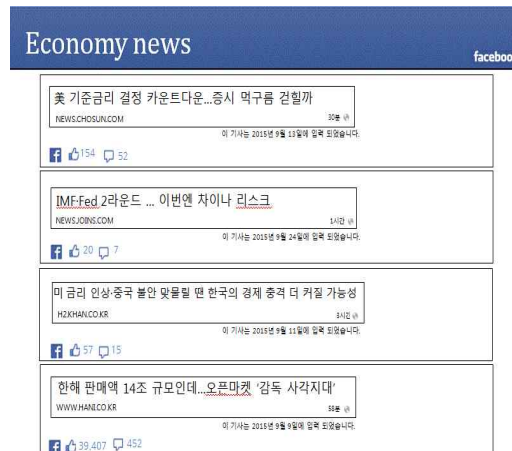 Economy news
faceboo
美 기준금리 결정 카운트다운...증시 먹구름 걷힐까
NEWS.CHOSUN.COM
30분
이 기사는 2015년 9월 13일에 입력 되었습니다.
154 52
IMF·Fed 2라운드 ... 이번엔 차이나 리스크
NEWS.JOINS.COM
1시간
이 기사는 2015년 9월 24일에 입력 되었습니다.
20 7
미 금리 인상·중국 불안 맞물릴 땐 한국의 경제 충격 더 커질 가능성
H2.KHAN.CO.KR
3시간
이 기사는 2015년 9월 11일에 입력 되었습니다.
57 15
한해 판매액 14조 규모인데...오픈마켓 ‘감독 사각지대’
WWW.HANI.CO.KR
58분
이 기사는 2015년 9월 9일에 입력 되었습니다.
39,407 452